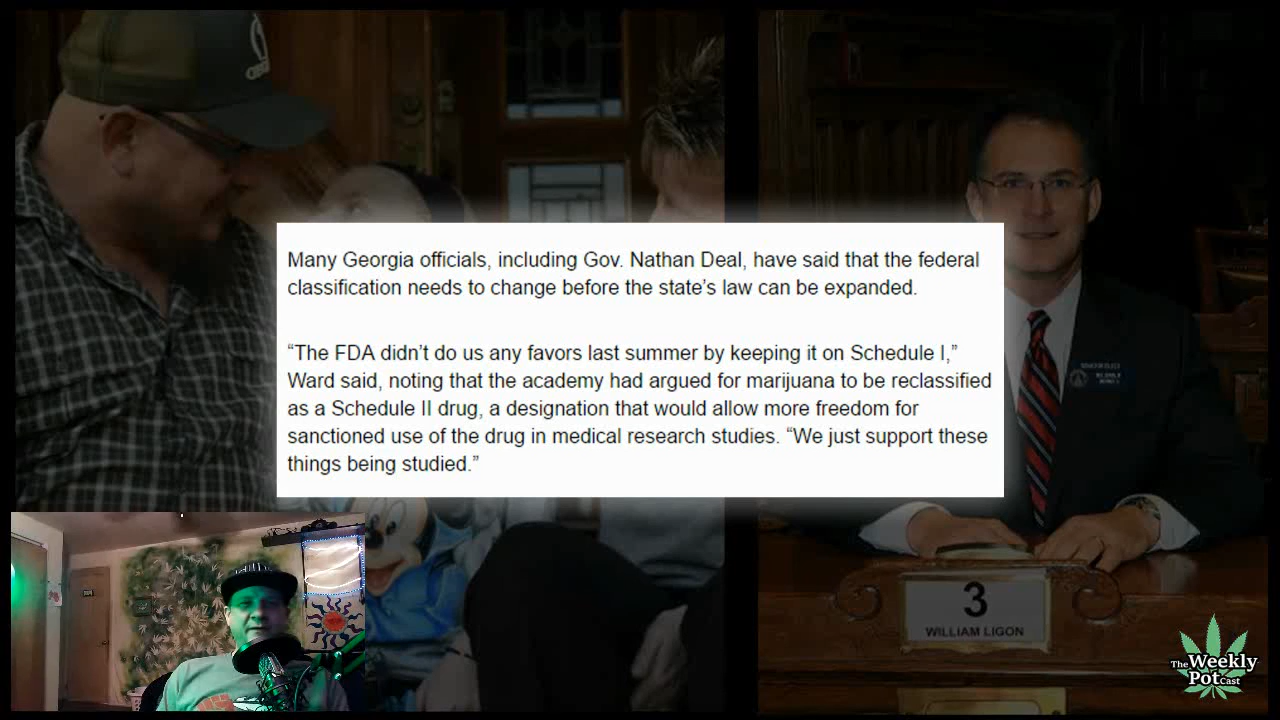 Many Georgia officials, including Gov. Nathan Deal, have said that the federal
classification needs to change before the state’s law can be expanded.
“The FDA didn’t do us any favors last summer by keeping it on Schedule I,”
Ward said, noting that the academy had argued for marijuana to be reclassified
as a Schedule II drug, a designation that would allow more freedom for
sanctioned use of the drug in medical research studies. “We just support these
things being studied.”
3
WILLIAM LIGON
The Weekly
PotCast